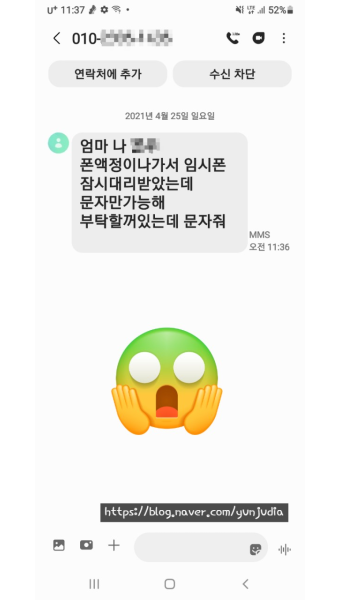 U+ 11:37
52%
010-
연락처에 추가
수신 차단
2021년 4월 25일 일요일
엄마 나
폰액정이나가서 임시폰
잠시대리받았는데
문자만가능해
부탁할꺼있는데 문자줘
MMS
오전 11:36
https://blog.naver.com/yunjudia